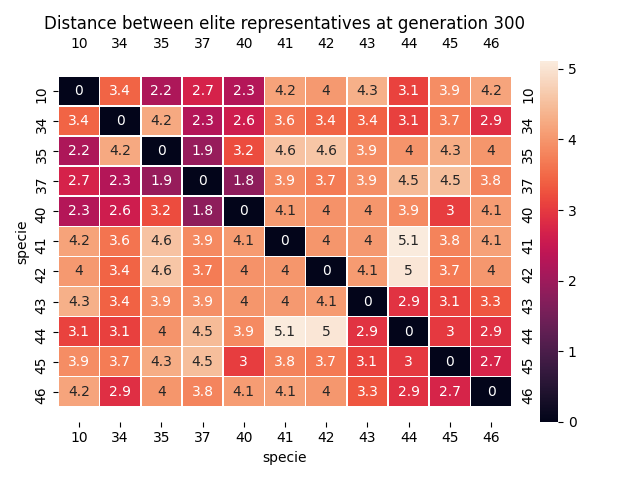 Distance between elite representatives at generation 300
10 34 35 37 40 41 42 43 44 45 46
10 0 3.4 2.2 2.7 2.3 4.2 4 4.3 3.1 3.9 4.2 10
34 3.4 0 4.2 2.3 2.6 3.6 3.4 3.4 3.1 3.7 2.9 34
35 2.2 4.2 0 1.9 3.2 4.6 4.6 3.9 4 4.3 4 35
37 2.7 2.3 1.9 0 1.8 3.9 3.7 3.9 4.5 4.5 3.8 37
40 2.3 2.6 3.2 1.8 0 4.1 4 4 3.9 3 4.1 40
41 4.2 3.6 4.6 3.9 4.1 0 4 4 5.1 3.8 4.1 41
42 4 3.4 4.6 3.7 4 4 0 4.1 5 3.7 4 42
43 4.3 3.4 3.9 3.9 4 4 4.1 0 2.9 3.1 3.3 43
44 3.1 3.1 4 4.5 3.9 5.1 5 2.9 0 3 2.9 44
45 3.9 3.7 4.3 4.5 3 3.8 3.7 3.1 3 0 2.7 45
46 4.2 2.9 4 3.8 4.1 4.1 4 3.3 2.9 2.7 0 46
10 34 35 37 40 41 42 43 44 45 46
specie
specie
5
4
3
2
1
0